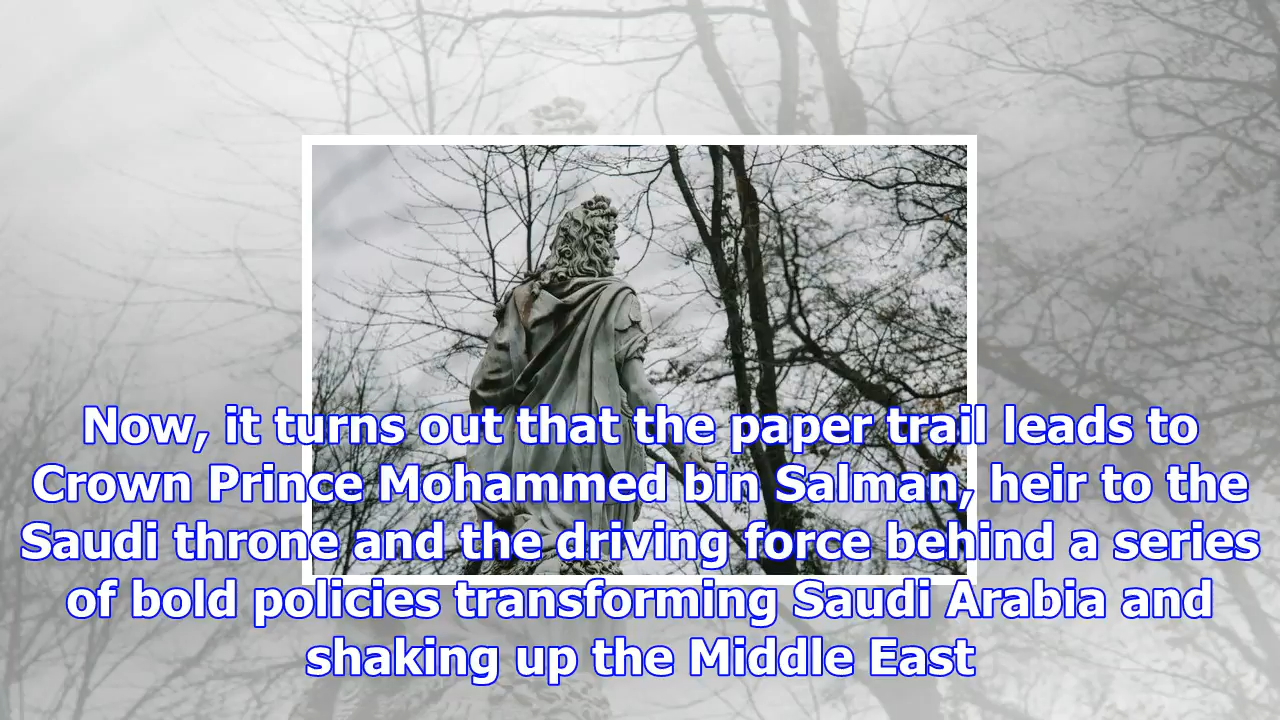 Now, it turns out that the paper trail leads to
Crown Prince Mohammed bin Salman, heir to the
Saudi throne and the driving force behind a series
of bold policies transforming Saudi Arabia and
shaking up the Middle East